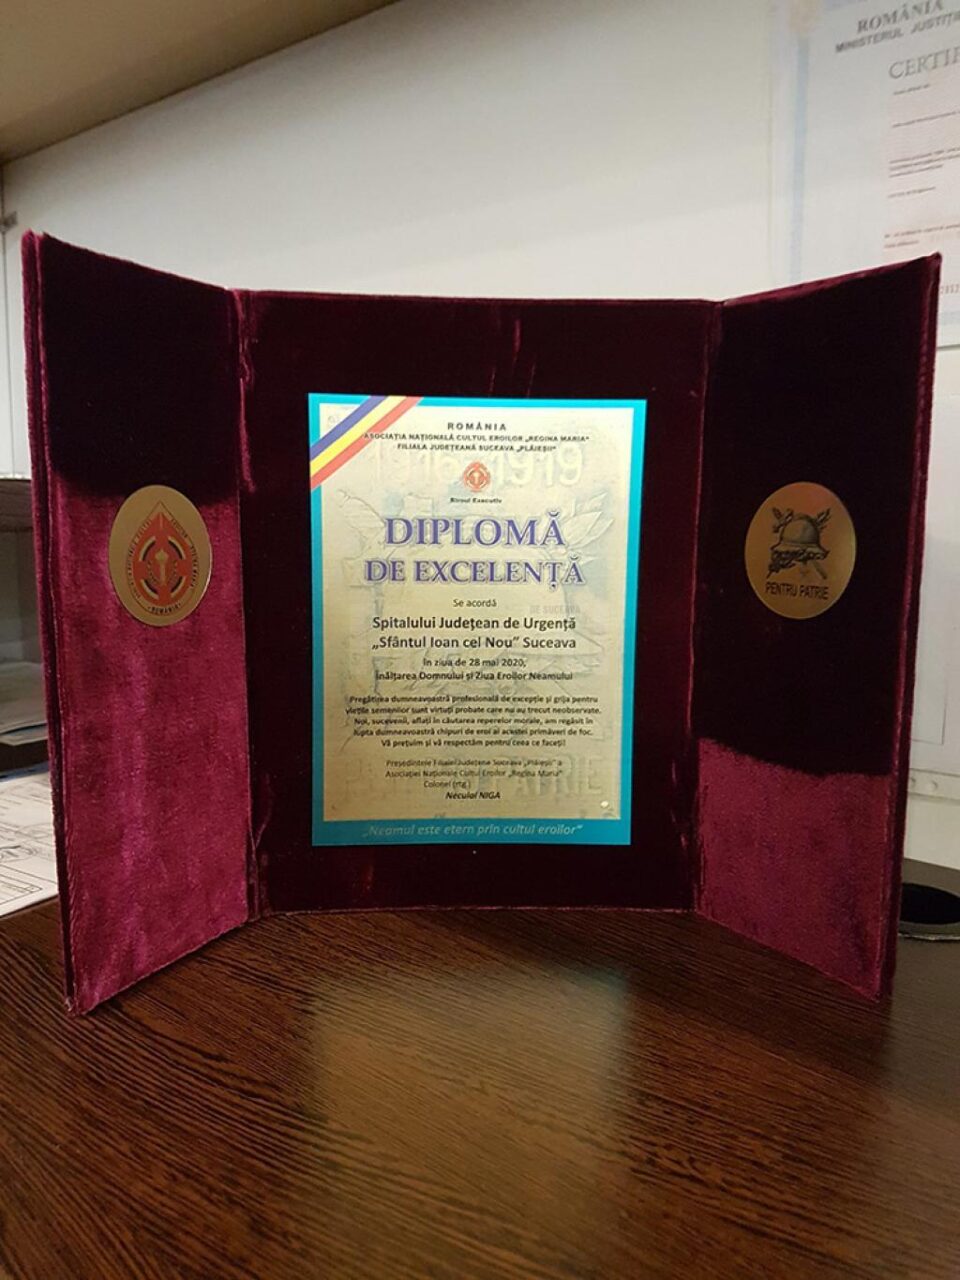 ROMÂNIA
MINISTERUL JUSTIȚIE
CERTIF
ROMÂNIA
ASOCIAȚIA NAȚIONALĂ CULTUL EROILOR „REGINA MARIA"
FILIALA JUDEȚEANĂ SUCEAVA „PLĂIEȘII"
1916 1919
Biroul Executiv
DIPLOMĂ
DE EXCELENȚĂ
Se acordă
DE SUCEAVA
Spitalului Județean de Urgență
„Sfântul Ioan cel Nou" Suceava
în ziua de 28 mai 2020,
Înălțarea Domnului și Ziua Eroilor Neamului
Pregătirea dumneavoastră profesională de excepție și grija pentru
viețile semenilor sunt virtuți probate care nu au trecut neobservate.
Noi, sucevenii, aflați în căutarea reperelor morale, am regăsit în
lupta dumneavoastră chipuri de eroi ai acestei primăveri de foc.
Vă prețuim și vă respectăm pentru ceea ce faceți!
Președintele Filialei Județene Suceava „Plăieșii" a
Asociației Naționale Cultul Eroilor „Regina Maria"
Colonel (rtg.)
Neculai NIGA
„Neamul este etern prin cultul eroilor"
ROMÂNIA
PENTRU PATRIE